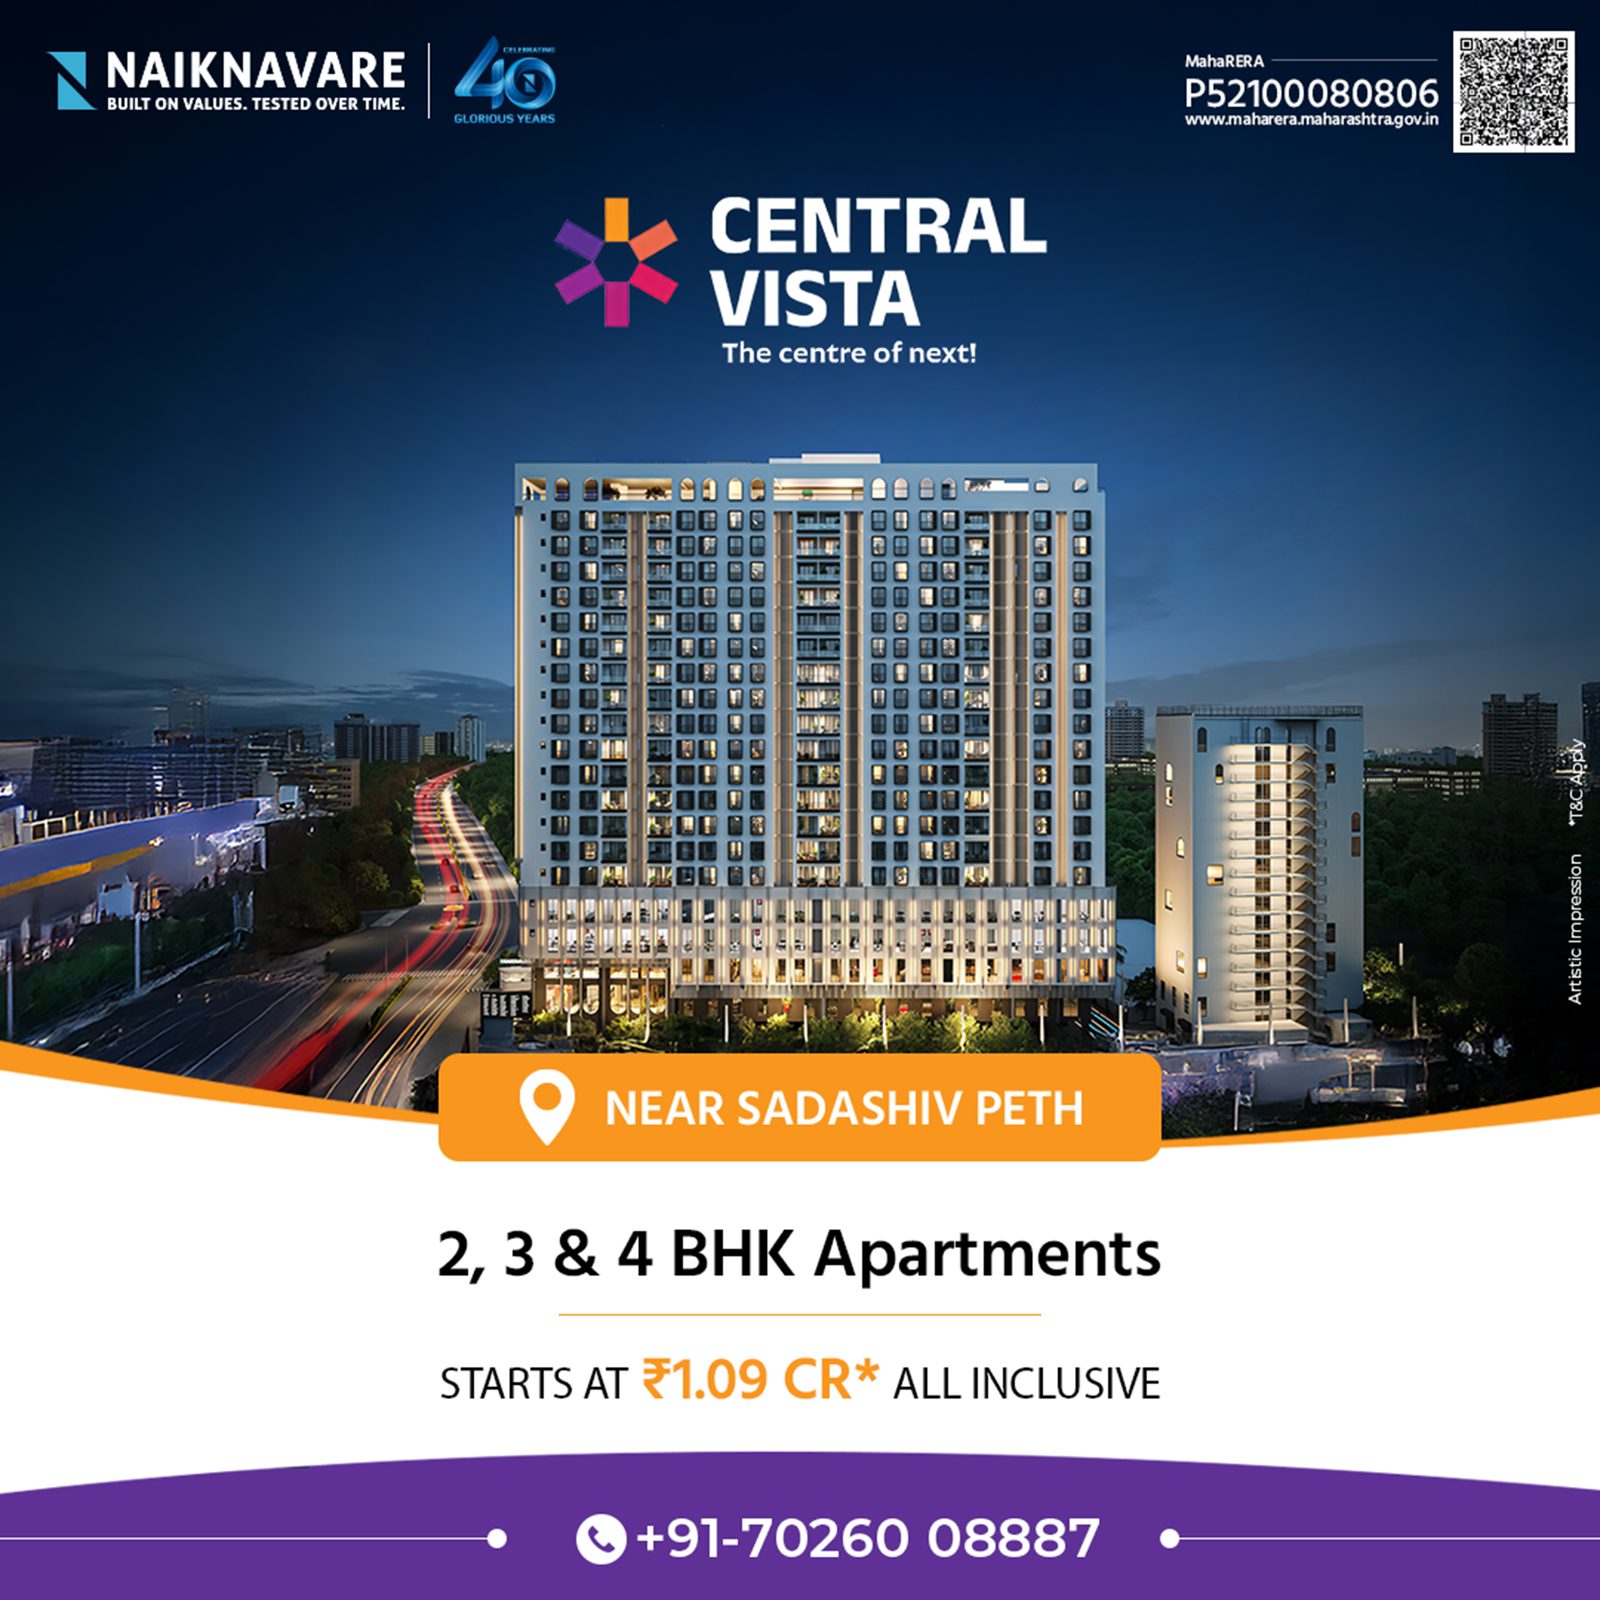 NAIKNAVARE
BUILT ON VALUES. TESTED OVER TIME.
CELEBRATING
40
GLORIOUS YEARS
MahaRERA
P52100080806
www.maharera.maharashtra.gov.in
CENTRAL
VISTA
The centre of next!
Artistic Impression *T&C Apply
NEAR SADASHIV PETH
2, 3 & 4 BHK Apartments
STARTS AT ₹1.09 CR* ALL INCLUSIVE
+91-70260 08887